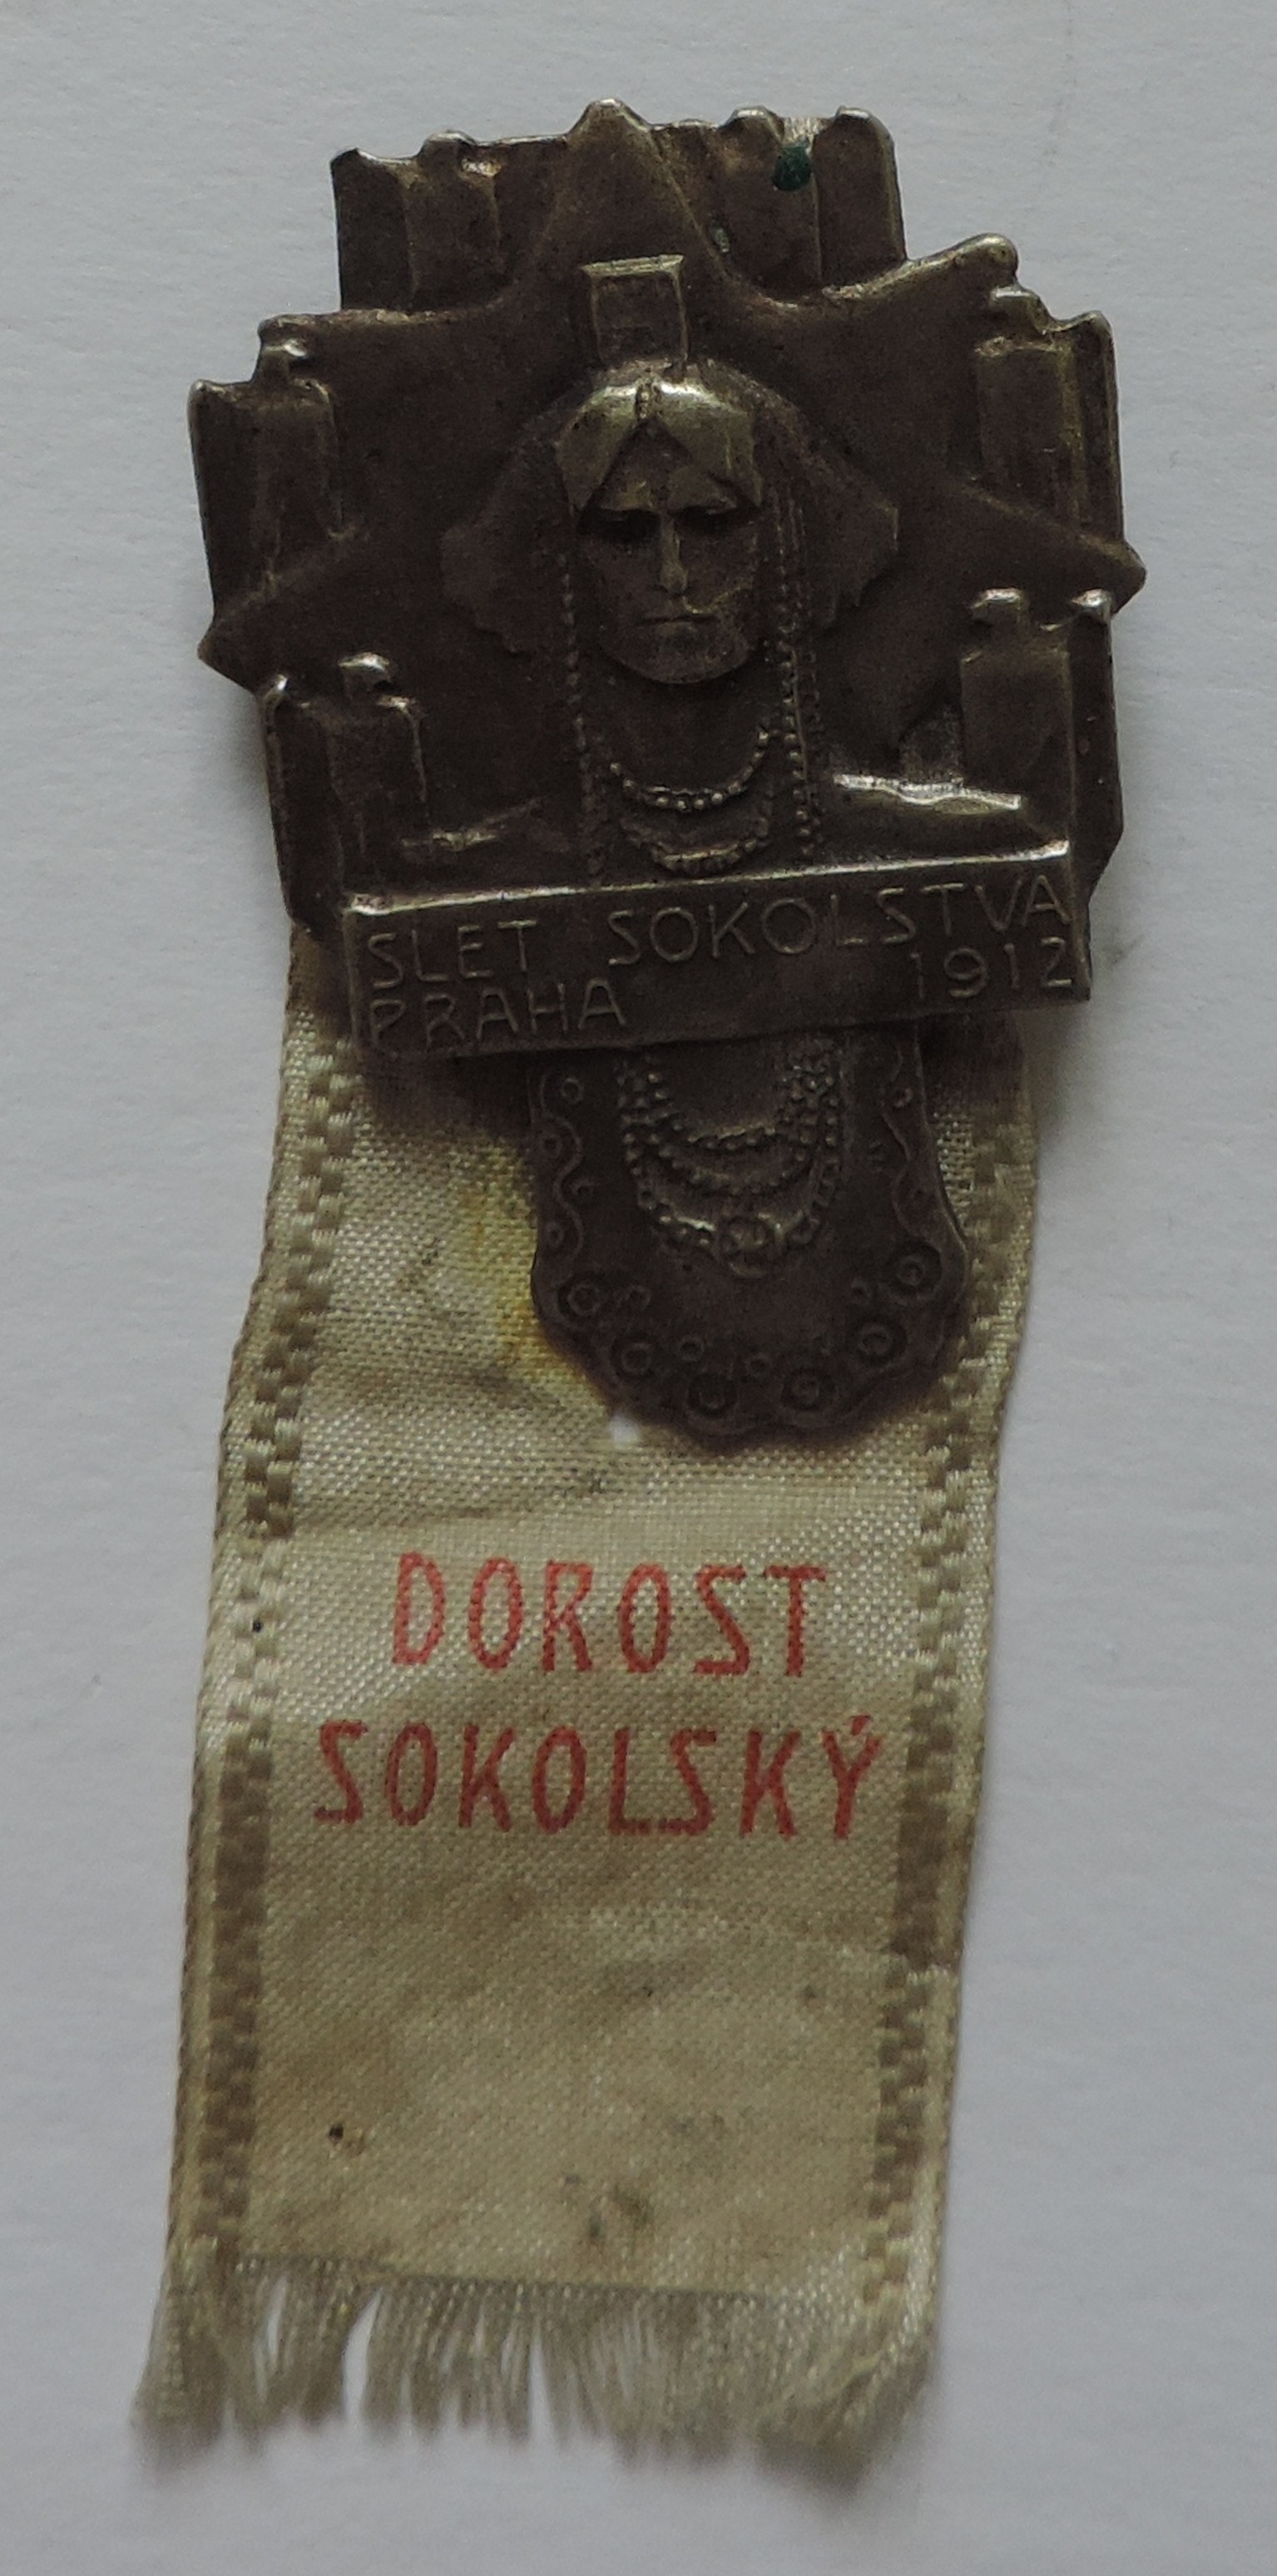 SLET SOKOLSTVA
PRAHA 1912
DOROST
SOKOLSKÝ